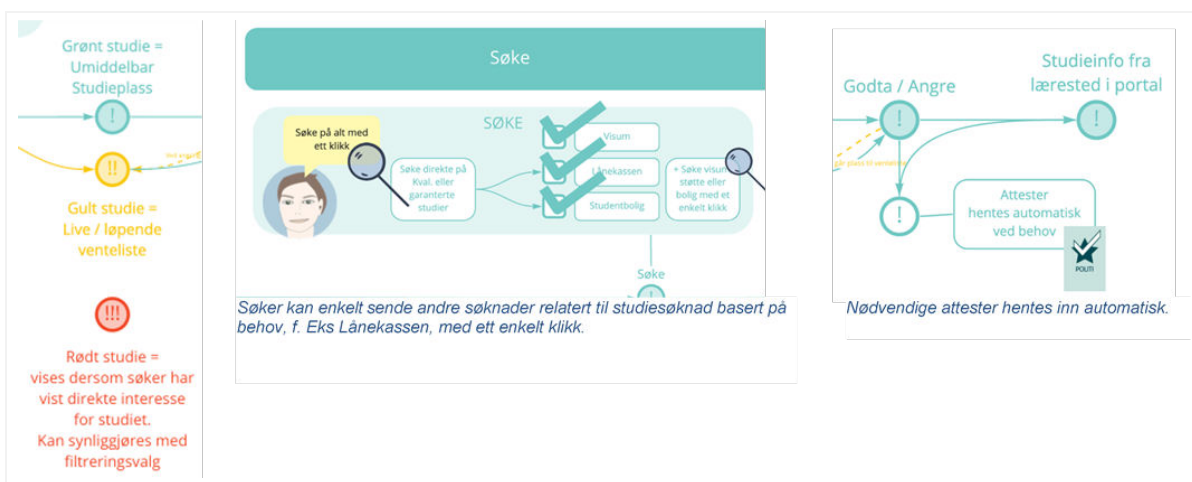 Grønt studie =
Umiddelbar
Studieplass
!
!!
Gult studie =
Live / løpende
venteliste
!!!
Rødt studie =
vises dersom søker har
vist direkte interesse
for studiet.
Kan synliggjøres med
filtreringsvalg
Søke
SØKE
Søke på alt med
ett klikk
Søke direkte på
Kval. eller
garanterte
studier
Visum
Lånekassen
Studentbolig
+ Søke visum
støtte eller
bolig med et
enkelt klikk
Søke
!
Søker kan enkelt sende andre søknader relatert til studiesøknad basert på
behov, f. Eks Lånekassen, med ett enkelt klikk.
Godta / Angre
!
Studieinfo fra
lærested i portal
!
går plass til venteliste
!
Attester
hentes automatisk
ved behov
POLITI
Nødvendige attester hentes inn automatisk.